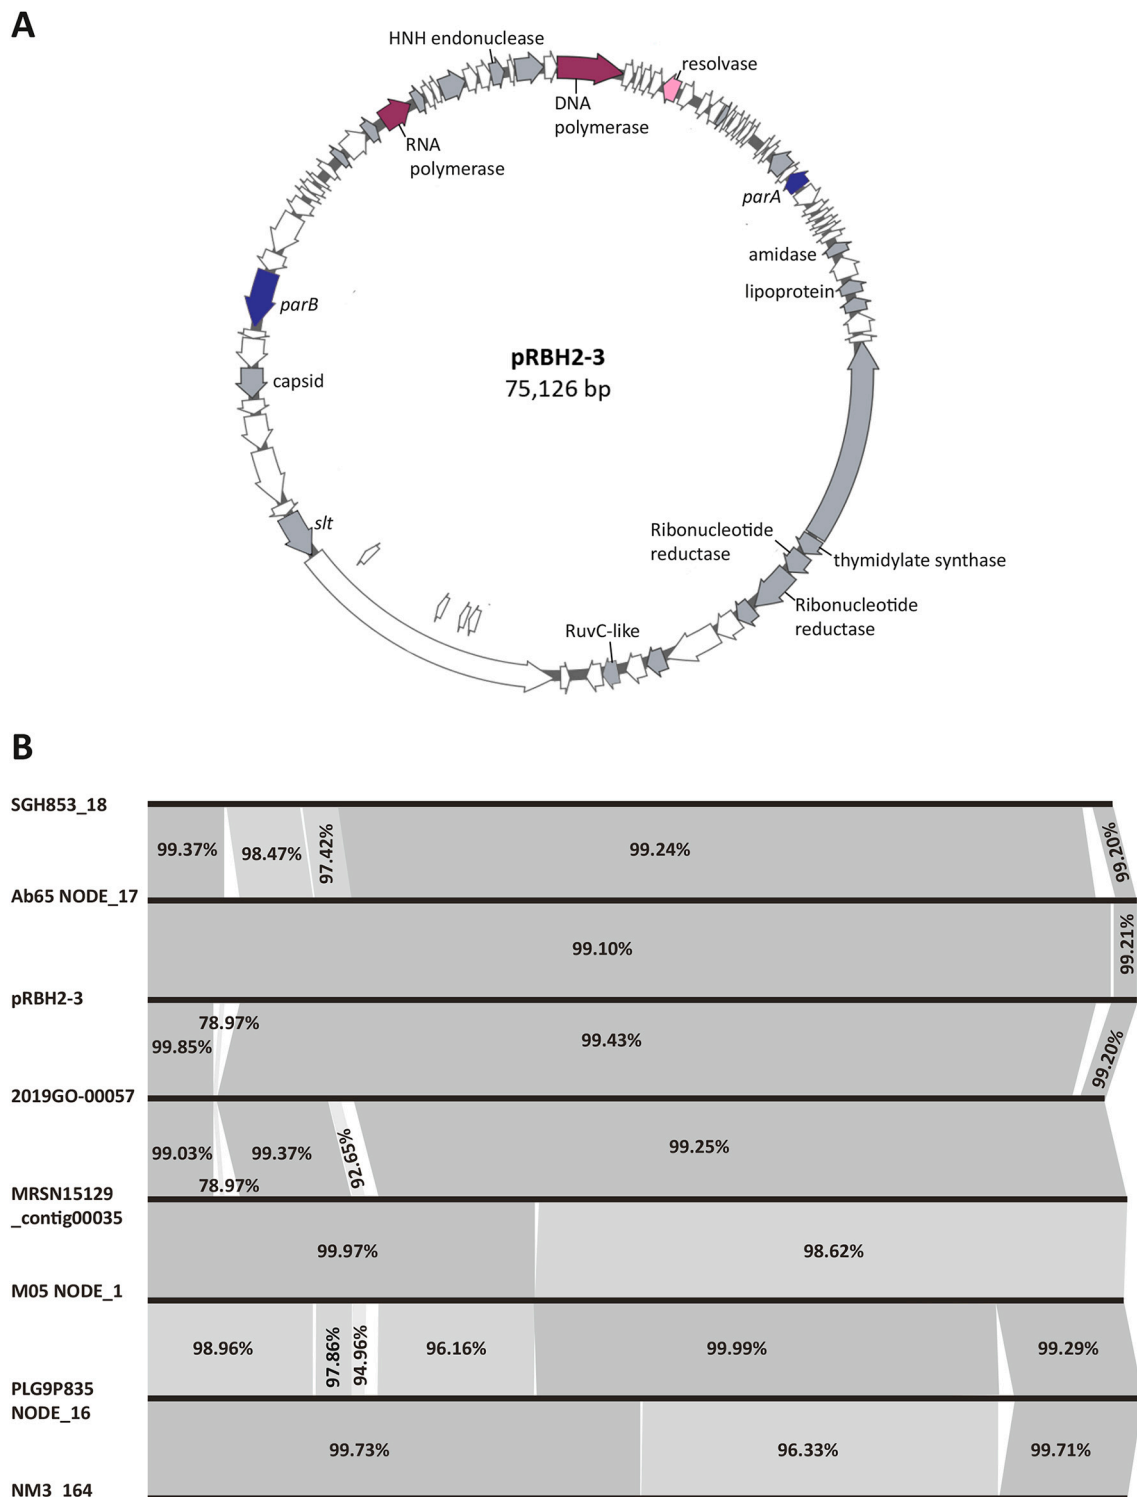 A
HNH endonuclease
resolvase
DNA
polymerase
RNA
polymerase
parA
amidase
lipoprotein
parB
pRBH2-3
75,126 bp
capsid
slt
Ribonucleotide
reductase
thymidylate synthase
Ribonucleotide
reductase
RuvC-like
B
SGH853_18
99.37%
98.47%
97.42%
99.24%
99.20%
Ab65 NODE_17
99.10%
99.21%
pRBH2-3
78.97%
99.85%
99.43%
99.20%
2019GO-00057
99.03%
99.37%
78.97%
92.65%
99.25%
MRSN15129
_contig00035
99.97%
98.62%
M05 NODE_1
98.96%
97.86%
94.96%
96.16%
99.99%
99.29%
PLG9P835
NODE_16
99.73%
96.33%
99.71%
NM3_164